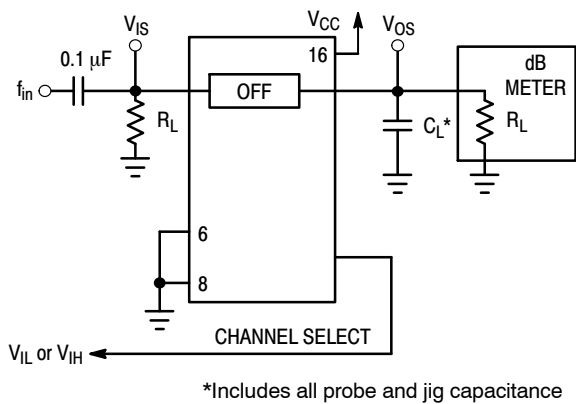 V_IS
V_CC
V_OS
0.1 µF
16
dB
METER
f_in
OFF
R_L
C_L*
R_L
6
8
CHANNEL SELECT
V_IL or V_IH
*Includes all probe and jig capacitance